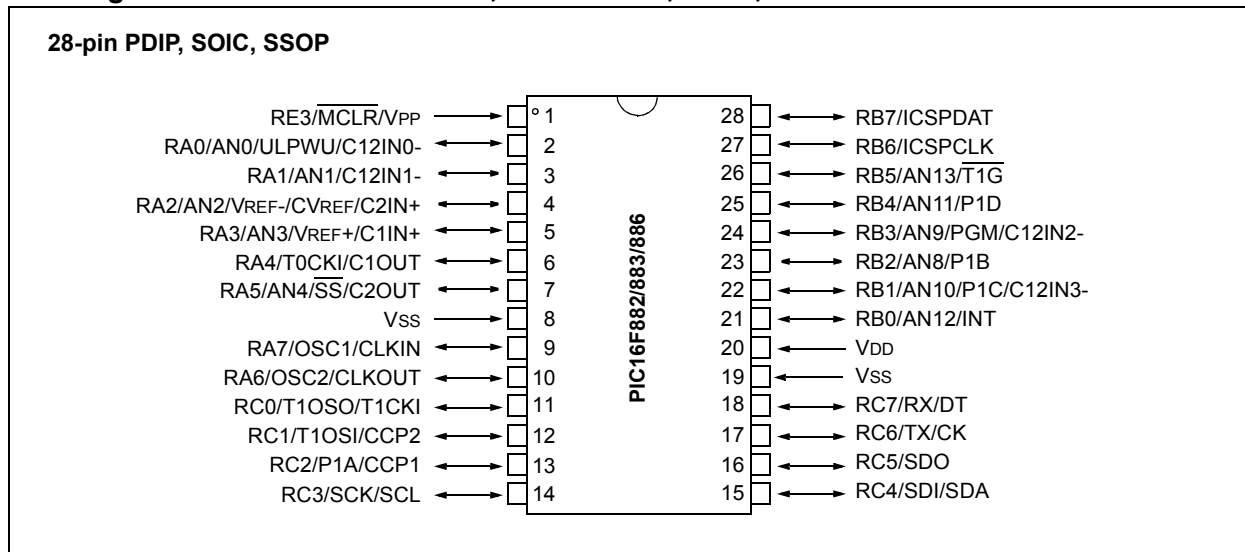 28-pin PDIP, SOIC, SSOP
RE3/MCLR/VPP 1 28 RB7/ICSPDAT
RA0/AN0/ULPWU/C12IN0- 2 27 RB6/ICSPCLK
RA1/AN1/C12IN1- 3 26 RB5/AN13/T1G
RA2/AN2/VREF-/CVREF/C2IN+ 4 25 RB4/AN11/P1D
RA3/AN3/VREF+/C1IN+ 5 24 RB3/AN9/PGM/C12IN2-
RA4/T0CKI/C1OUT 6 23 RB2/AN8/P1B
RA5/AN4/SS/C2OUT 7 22 RB1/AN10/P1C/C12IN3-
VSS 8 21 RB0/AN12/INT
RA7/OSC1/CLKIN 9 20 VDD
RA6/OSC2/CLKOUT 10 19 VSS
RC0/T1OSO/T1CKI 11 18 RC7/RX/DT
RC1/T1OSI/CCP2 12 17 RC6/TX/CK
RC2/P1A/CCP1 13 16 RC5/SDO
RC3/SCK/SCL 14 15 RC4/SDI/SDA
PIC16F882/883/886